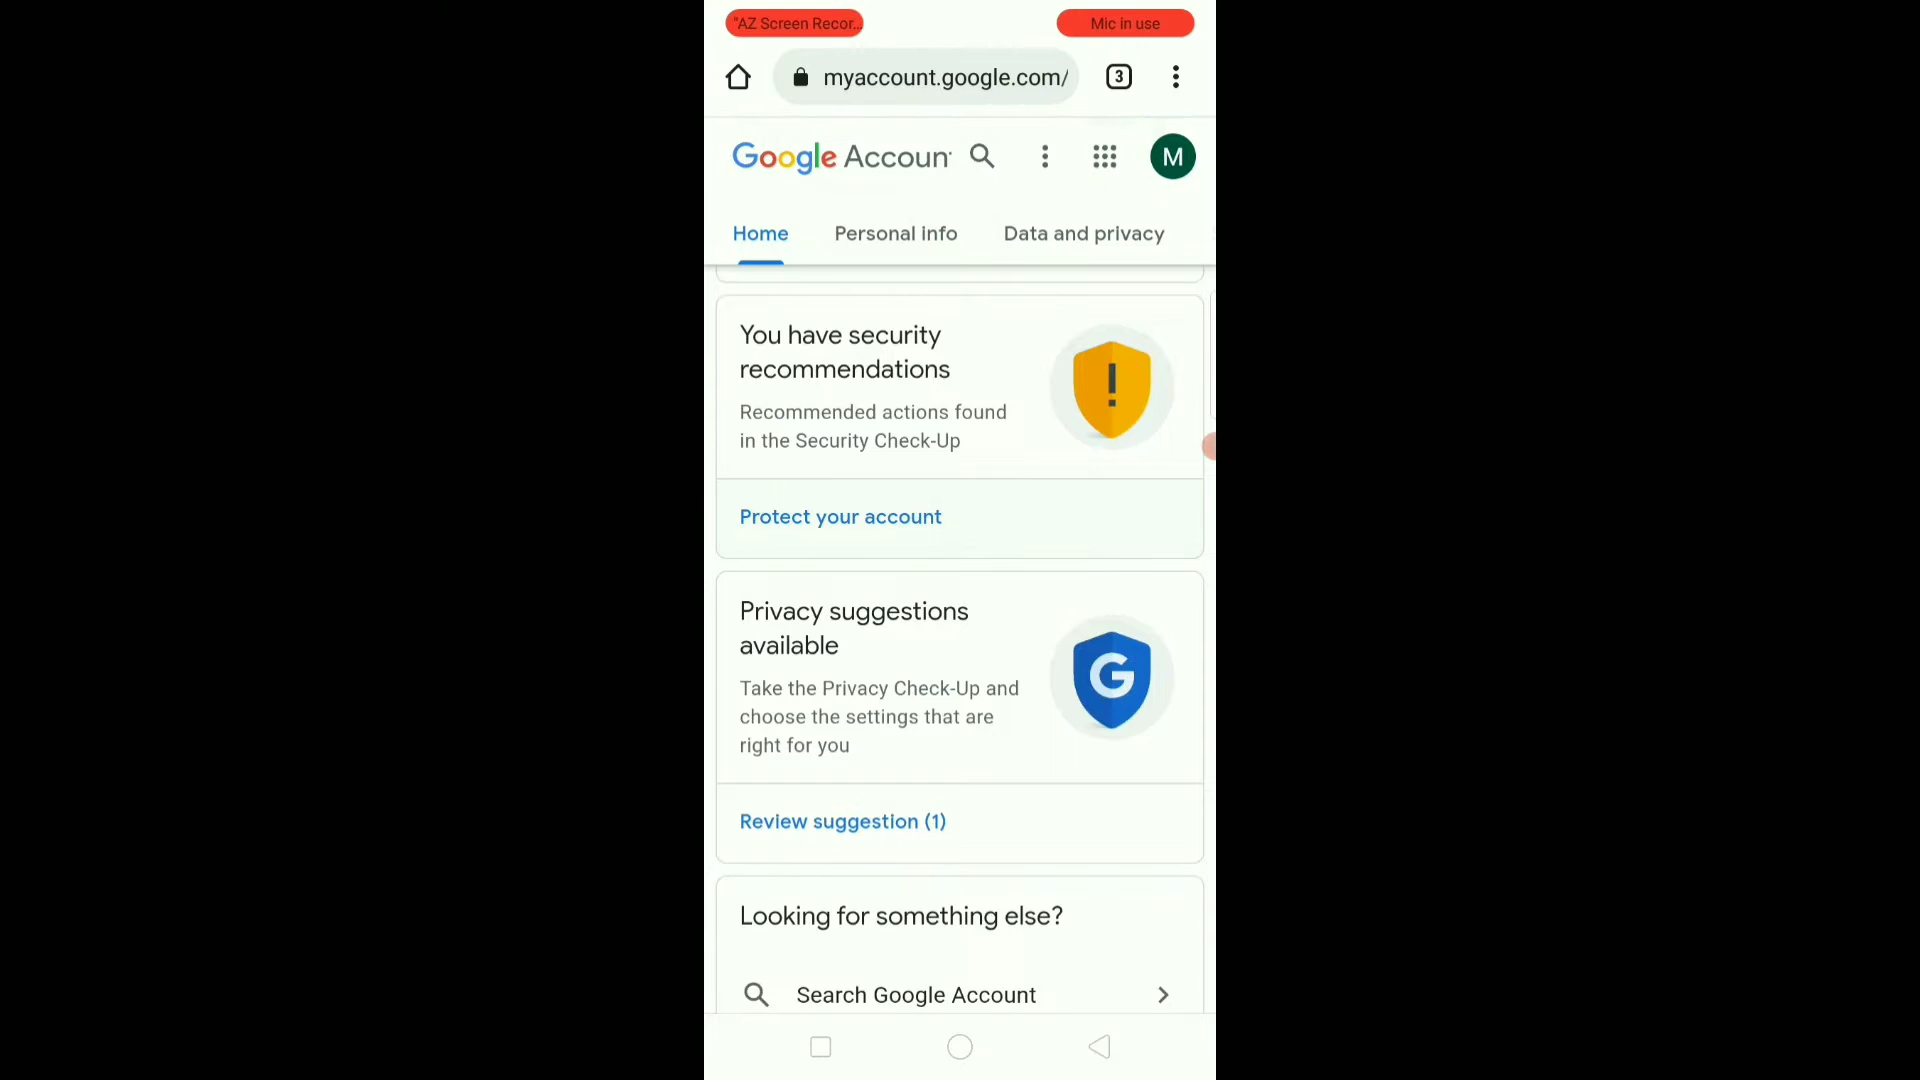 "AZ Screen Recor... Mic in use
myaccount.google.com/ 3
Google Accoun M
Home Personal info Data and privacy
You have security
recommendations
Recommended actions found
in the Security Check-Up
Protect your account
Privacy suggestions
available
Take the Privacy Check-Up and
choose the settings that are
right for you
G
Review suggestion (1)
Looking for something else?
Search Google Account